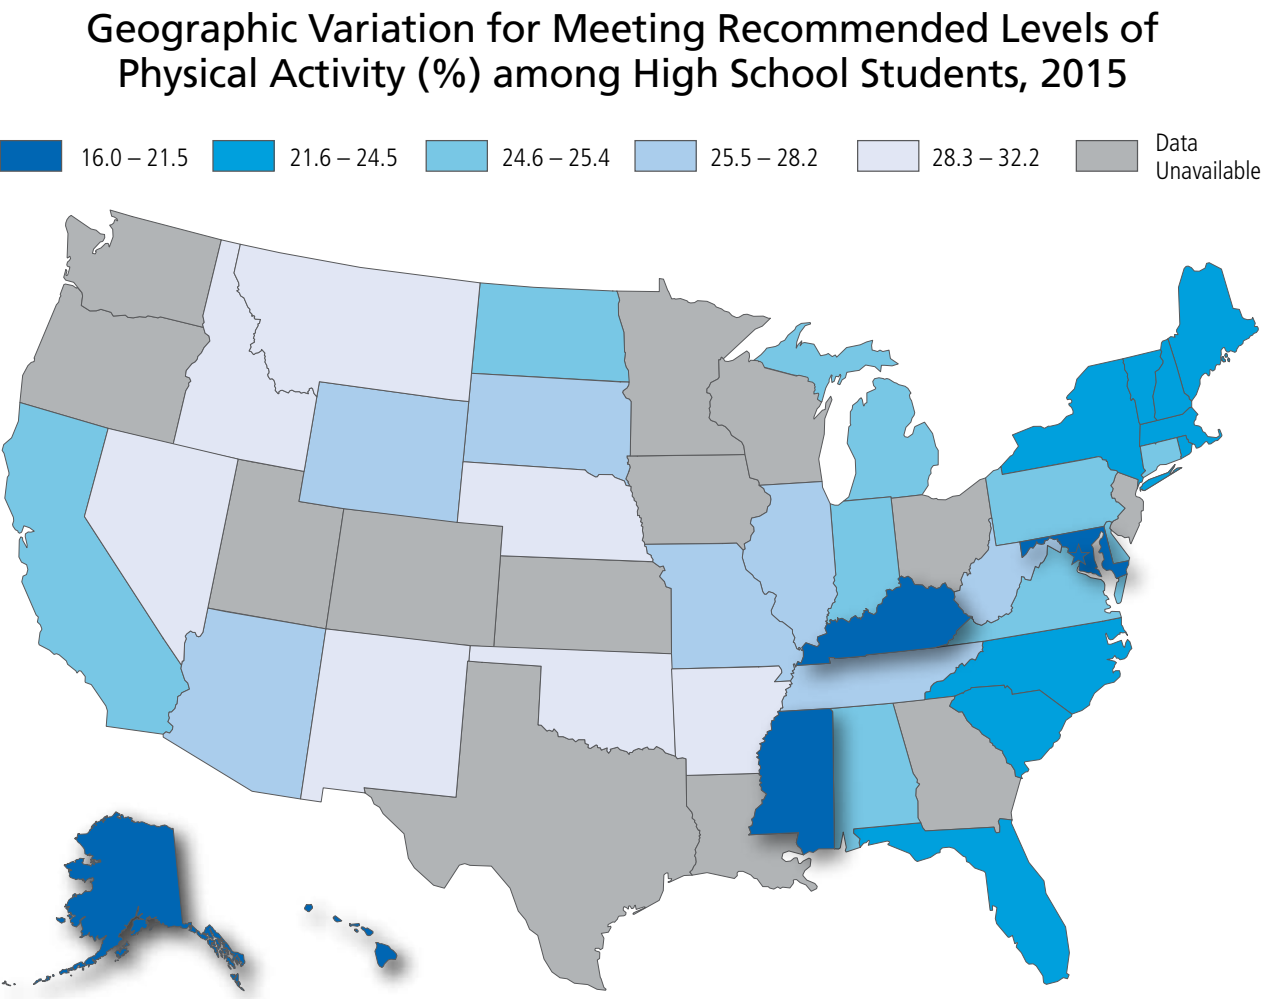 Geographic Variation for Meeting Recommended Levels of
Physical Activity (%) among High School Students, 2015
16.0 – 21.5
21.6 – 24.5
24.6 – 25.4
25.5 – 28.2
28.3 – 32.2
Data
Unavailable